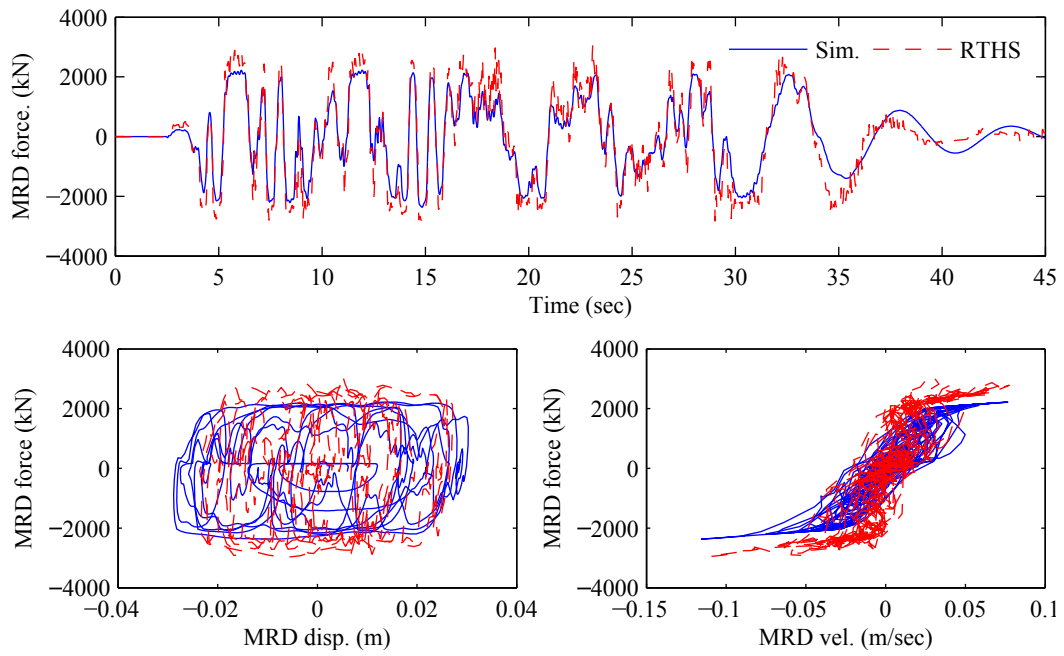 4000
2000
0
−2000
−4000
MRD force. (kN)
Sim.
RTHS
0 5 10 15 20 25 30 35 40 45
Time (sec)
4000
2000
0
−2000
−4000
MRD force (kN)
−0.04 −0.02 0 0.02 0.04
MRD disp. (m)
4000
2000
0
−2000
−4000
MRD force (kN)
−0.15 −0.1 −0.05 0 0.05 0.1
MRD vel. (m/sec)